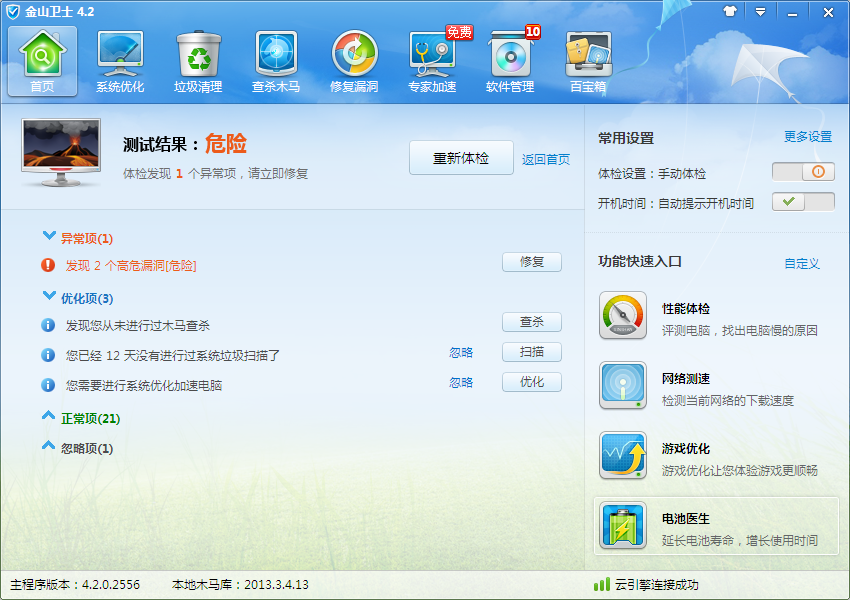 金山卫士 4.2
首页 系统优化 垃圾清理 查杀木马 修复漏洞 专家加速 免费 软件管理 10 百宝箱
测试结果：危险
体检发现 1 个异常项，请立即修复
重新体检 返回首页
异常项(1)
发现 2 个高危漏洞[危险] 修复
优化项(3)
发现您从未进行过木马查杀 查杀
您已经 12 天没有进行过系统垃圾扫描了 忽略 扫描
您需要进行系统优化加速电脑 忽略 优化
正常项(21)
忽略项(1)
常用设置 更多设置
体检设置：手动体检
开机时间：自动提示开机时间
功能快速入口 自定义
性能体检
评测电脑，找出电脑慢的原因
网络测速
检测当前网络的下载速度
游戏优化
游戏优化让您体验游戏更顺畅
电池医生
延长电池寿命，增长使用时间
主程序版本：4.2.0.2556 本地木马库：2013.3.4.13 云引擎连接成功